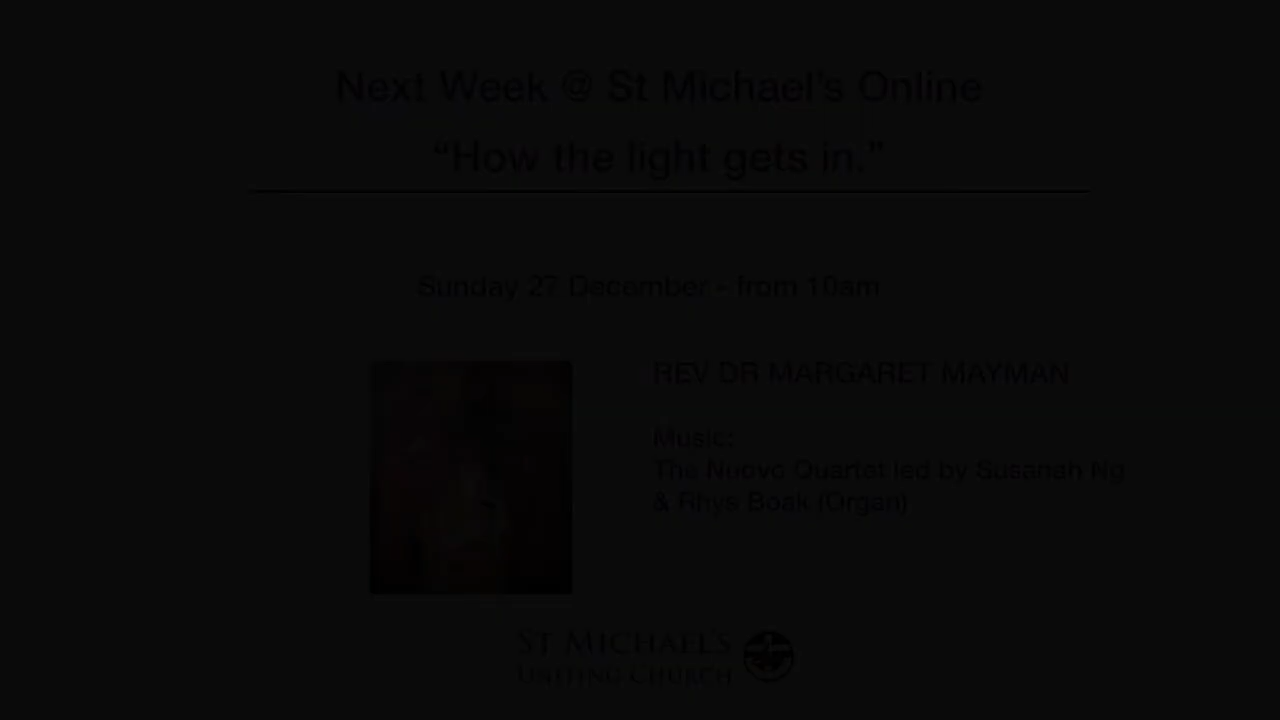 Next Week @ St Michael's Online
“How the light gets in.”
Sunday 27 December - from 10am
REV DR MARGARET MAYMAN
Music:
The Nuovo Quartet led by Susanah Ng
& Rhys Boak (Organ)
ST MICHAEL'S
UNITING CHURCH